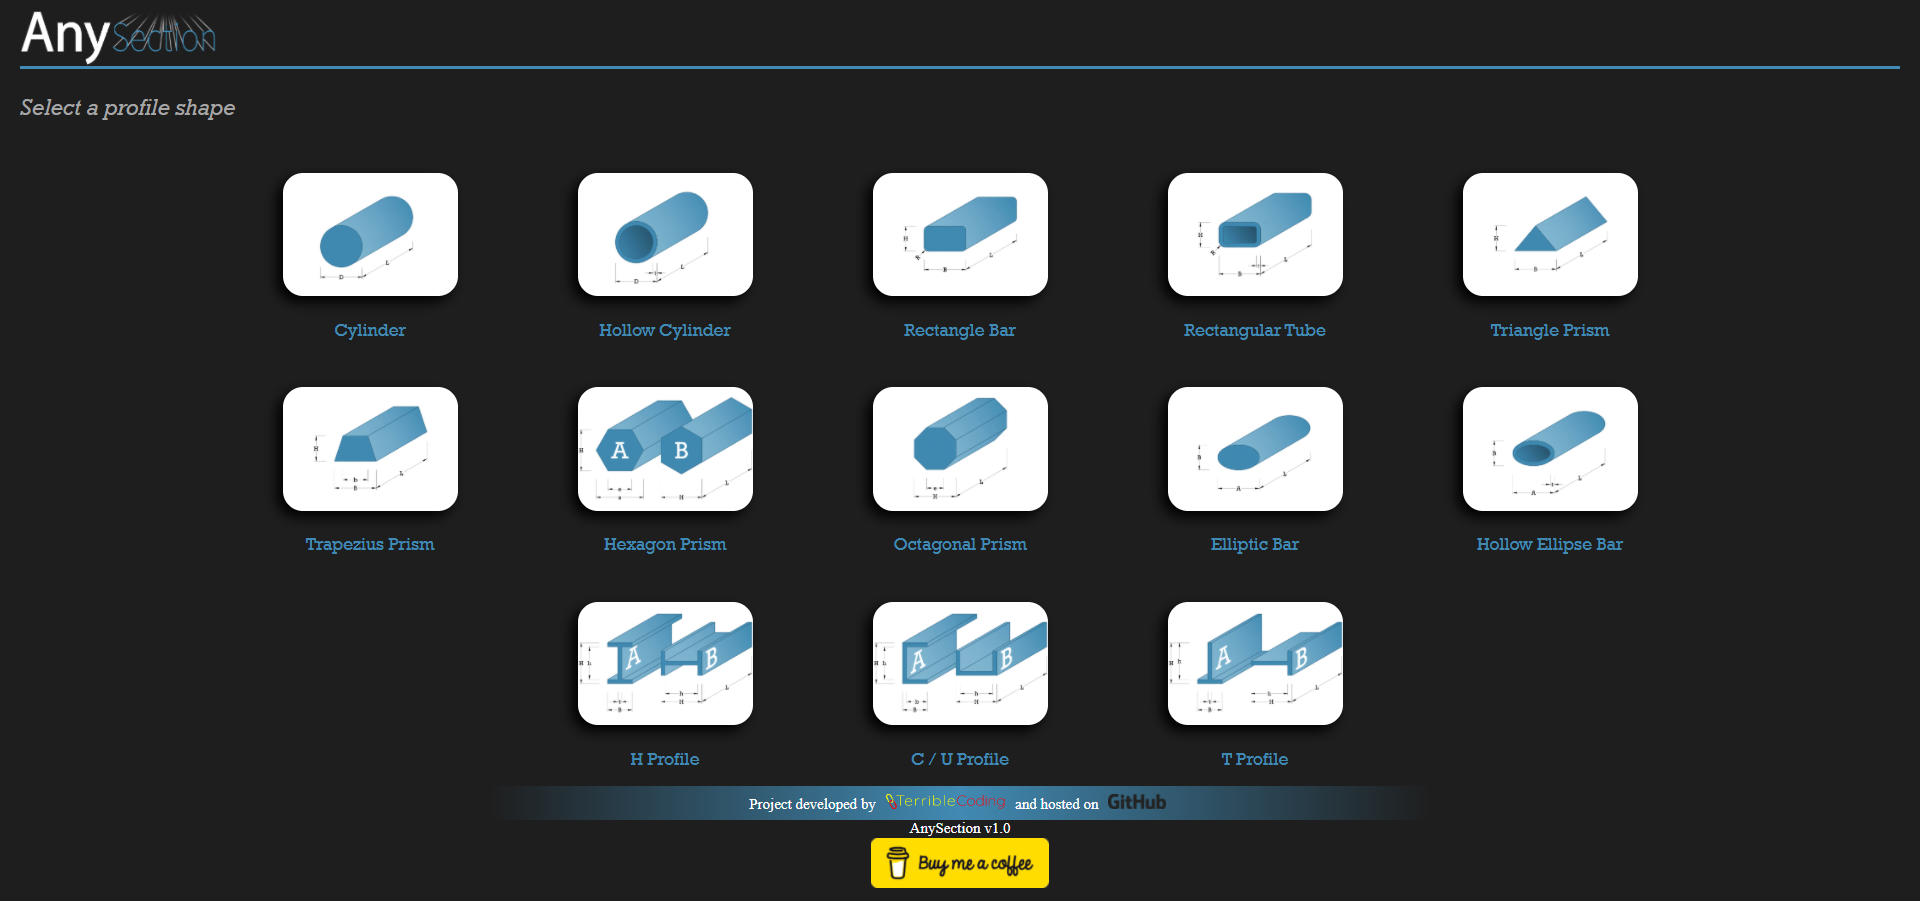 AnySection
Select a profile shape
D
L
D
t
L
H
R
B
L
H
R
B
t
L
H
B
L
Cylinder
Hollow Cylinder
Rectangle Bar
Rectangular Tube
Triangle Prism
H
b
B
L
A
B
H
e
a
H
L
e
H
L
B
A
L
B
A
t
L
Trapezius Prism
Hexagon Prism
Octagonal Prism
Elliptic Bar
Hollow Ellipse Bar
A
B
H
h
t
B
h
H
L
A
B
H
h
b
B
h
H
L
A
B
H
h
t
B
h
H
L
H Profile
C / U Profile
T Profile
Project developed by TerribleCoding and hosted on GitHub
AnySection v1.0
Buy me a coffee